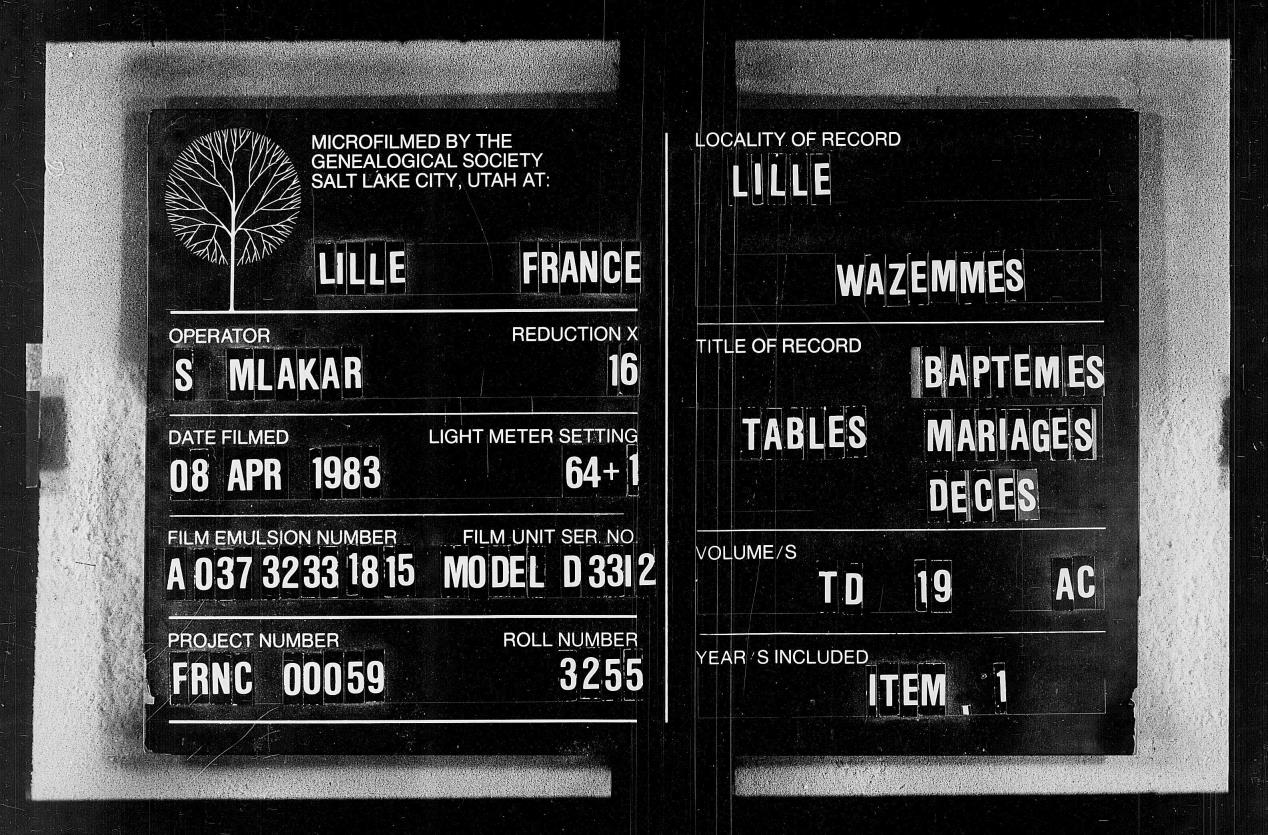 MICROFILMED BY THE
GENEALOGICAL SOCIETY
SALT LAKE CITY, UTAH AT:
LILLE FRANCE
OPERATOR REDUCTION X
S MLAKAR 16
DATE FILMED LIGHT METER SETTING
08 APR 1983 64+1
FILM EMULSION NUMBER FILM UNIT SER. NO.
A 037 3233 1815 MODEL D 3312
PROJECT NUMBER ROLL NUMBER
FRNC 00059 3255
LOCALITY OF RECORD
LILLE
WAZEMMES
TITLE OF RECORD BAPTEMES
TABLES MARIAGES
DECES
VOLUME/S
TD 19 AC
YEAR/S INCLUDED
ITEM . 1